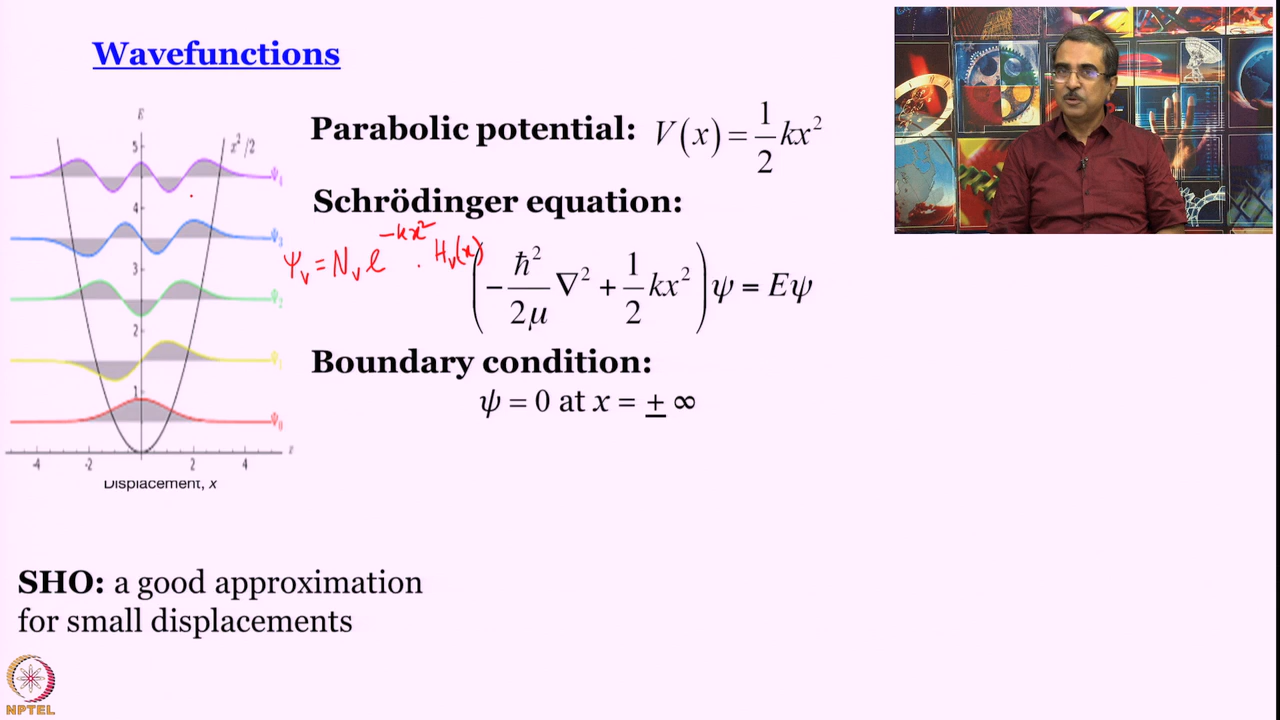 Wavefunctions
E
5
x²/2
ψ₄
4
ψ₃
3
ψ₂
2
ψ₁
1
ψ₀
-4 -2 2 4
Displacement, x
Parabolic potential: V(x) = 1/2 kx²
Schrödinger equation:
ψᵥ = Nᵥ e^(-kx²) . Hᵥ(x)
(-ħ²/2μ ∇² + 1/2 kx²)ψ = Eψ
Boundary condition:
ψ = 0 at x = ± ∞
SHO: a good approximation
for small displacements
NPTEL